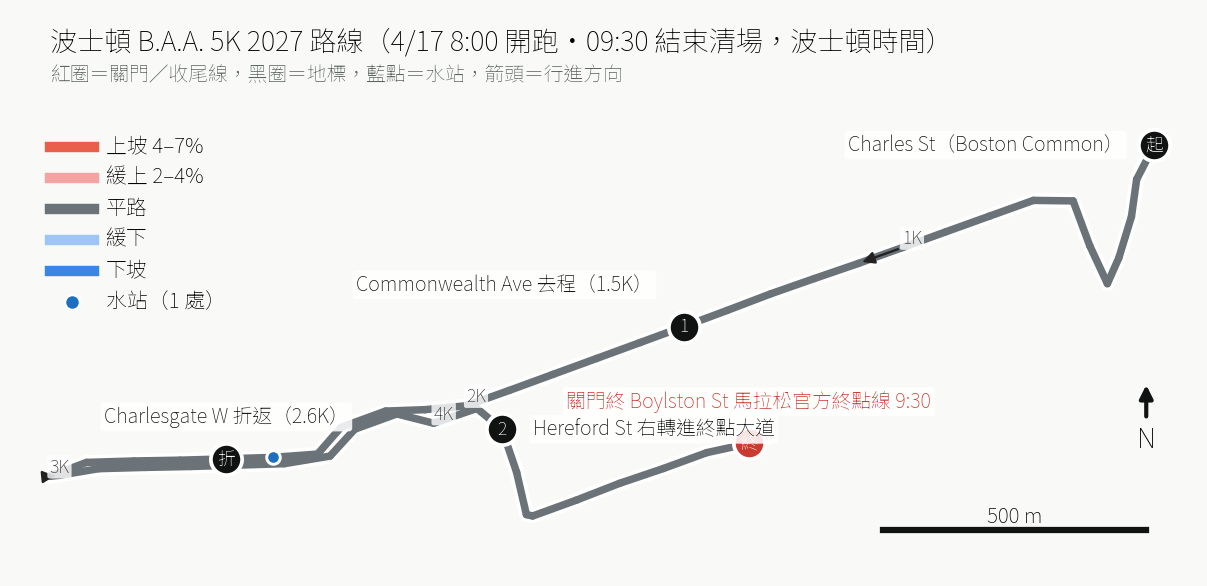 波士頓 B.A.A. 5K 2027 路線（4/17 8:00 開跑・09:30 結束清場，波士頓時間）
紅圈＝關門／收尾線，黑圈＝地標，藍點＝水站，箭頭＝行進方向
上坡 4–7%
緩上 2–4%
平路
緩下
下坡
水站（1 處）
Charles St（Boston Common）
起
1K
Commonwealth Ave 去程（1.5K）
1
2K
關門終 Boylston St 馬拉松官方終點線 9:30
Charlesgate W 折返（2.6K）
4K
2
Hereford St 右轉進終點大道
終
折
3K
N
500 m